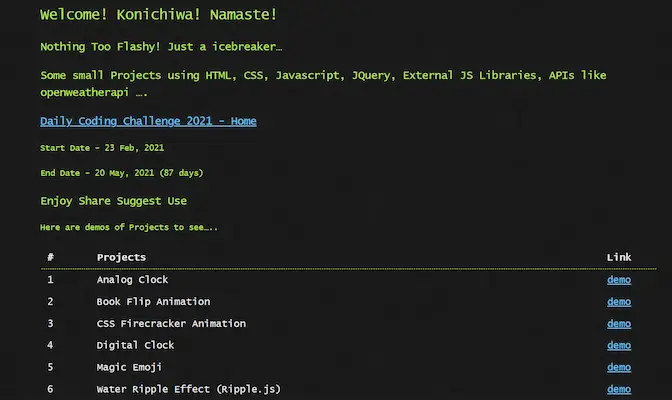 Welcome! Konichiwa! Namaste!
Nothing Too Flashy! Just a icebreaker…
Some small Projects using HTML, CSS, Javascript, JQuery, External JS Libraries, APIs like
openweatherapi ….
Daily Coding Challenge 2021 - Home
Start Date - 23 Feb, 2021
End Date - 20 May, 2021 (87 days)
Enjoy Share Suggest Use
Here are demos of Projects to see…..
# Projects Link
1 Analog Clock demo
2 Book Flip Animation demo
3 CSS Firecracker Animation demo
4 Digital Clock demo
5 Magic Emoji demo
6 Water Ripple Effect (Ripple.js) demo